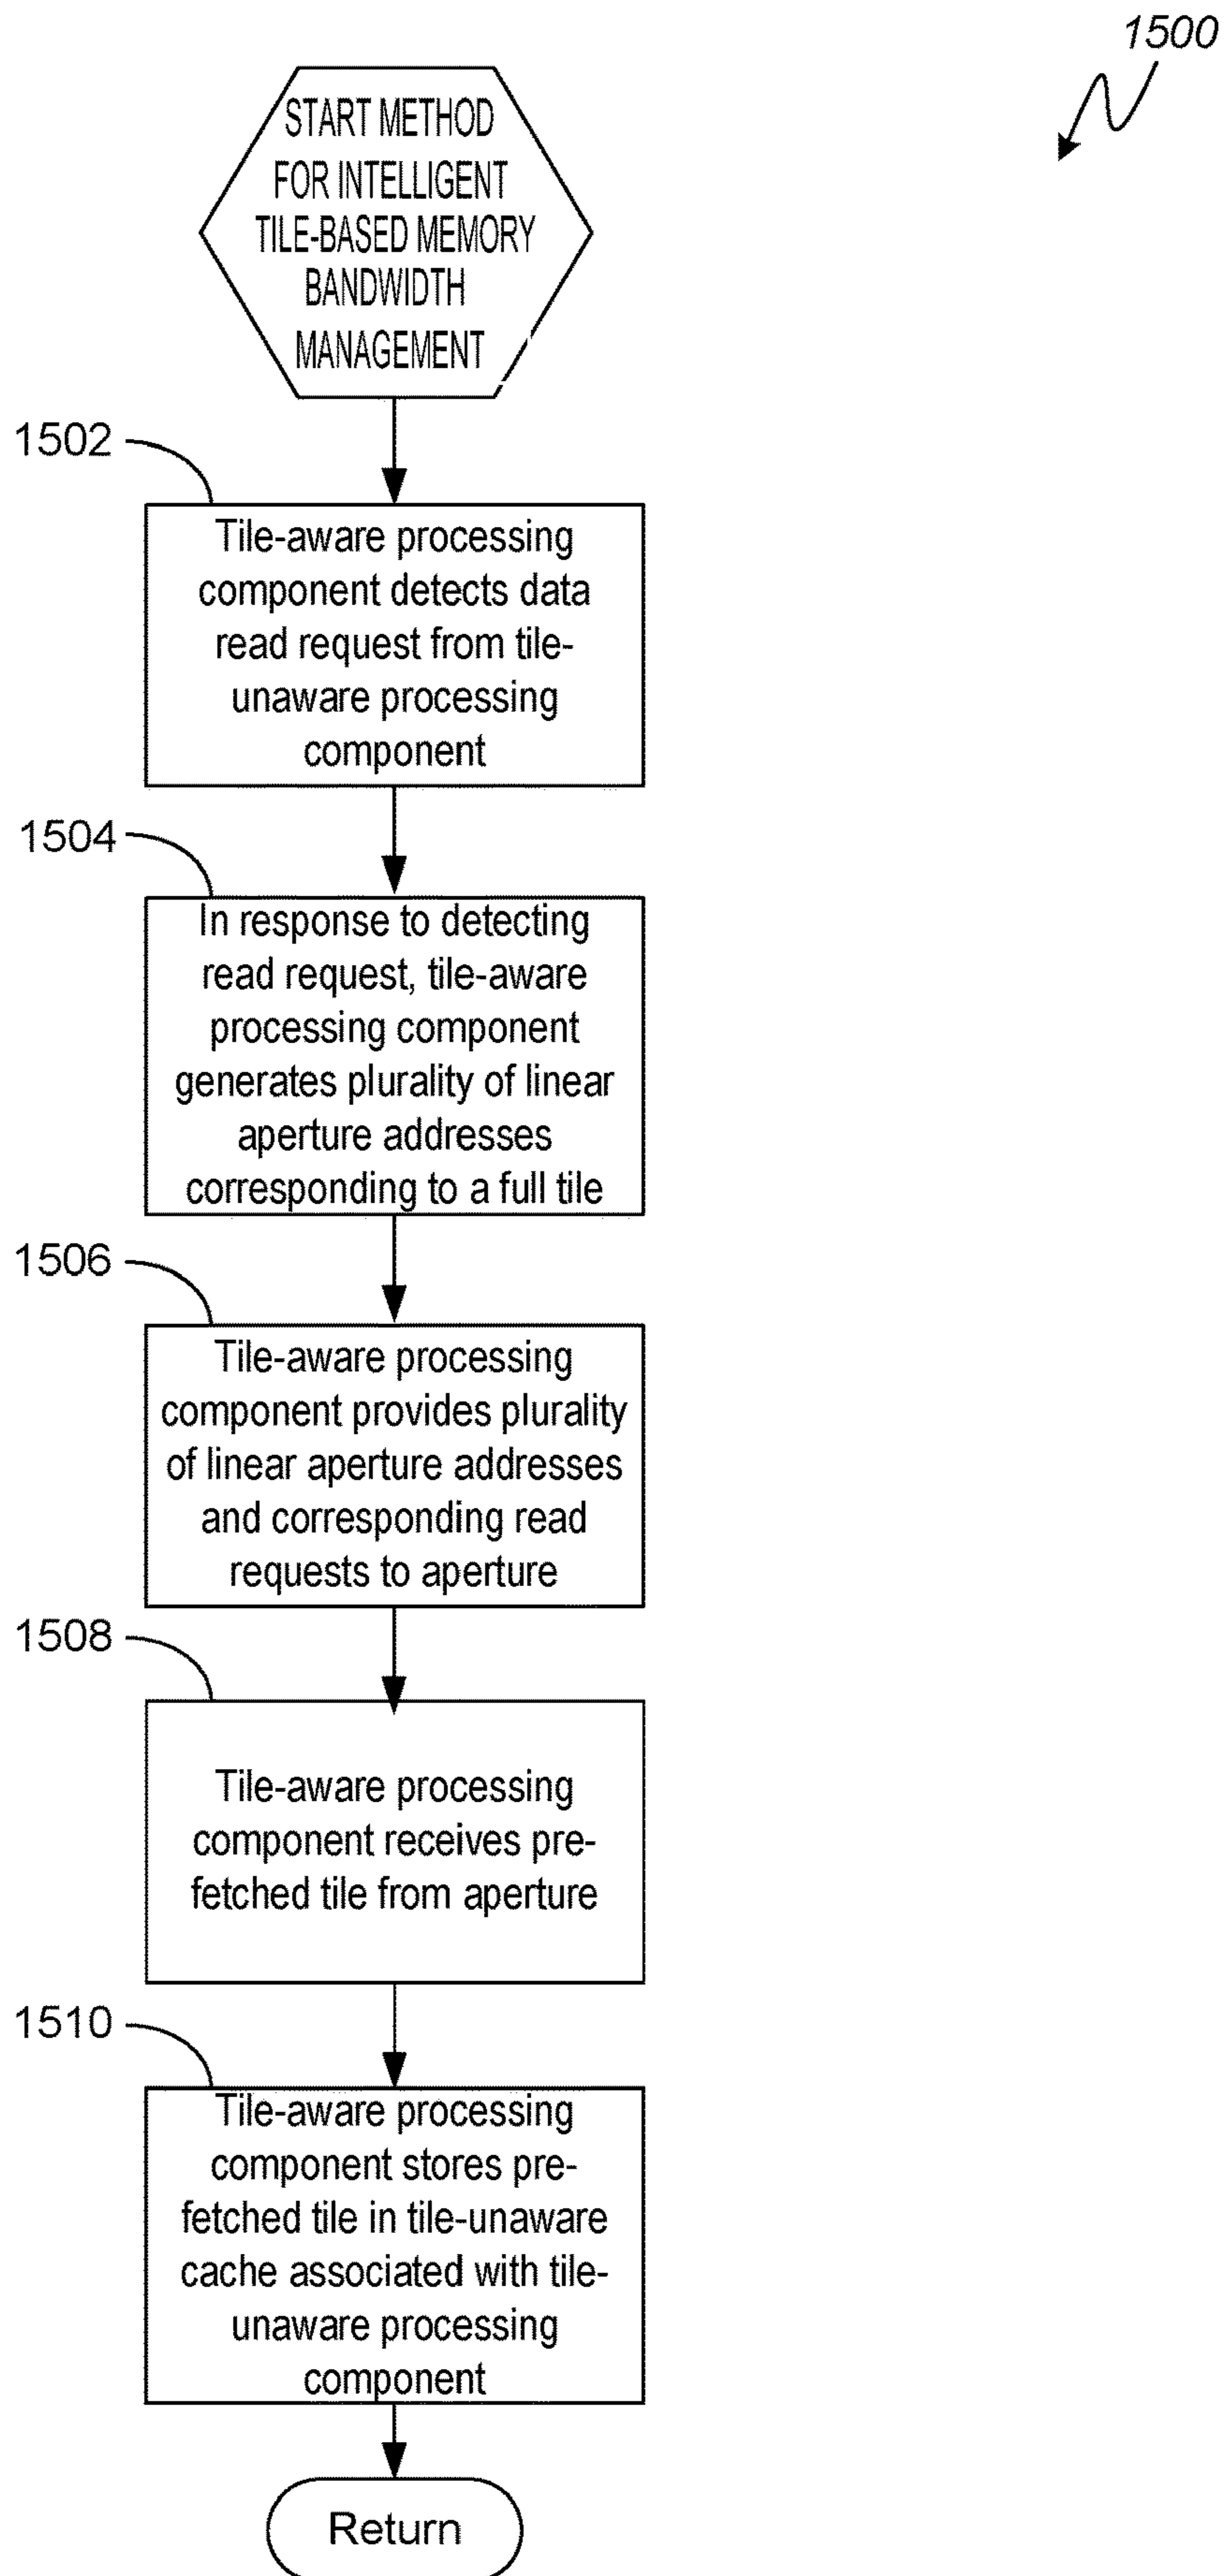 1500
START METHOD
FOR INTELLIGENT
TILE-BASED MEMORY
BANDWIDTH
MANAGEMENT
1502
Tile-aware processing
component detects data
read request from tile-
unaware processing
component
1504
In response to detecting
read request, tile-aware
processing component
generates plurality of linear
aperture addresses
corresponding to a full tile
1506
Tile-aware processing
component provides plurality
of linear aperture addresses
and corresponding read
requests to aperture
1508
Tile-aware processing
component receives pre-
fetched tile from aperture
1510
Tile-aware processing
component stores pre-
fetched tile in tile-unaware
cache associated with tile-
unaware processing
component
Return